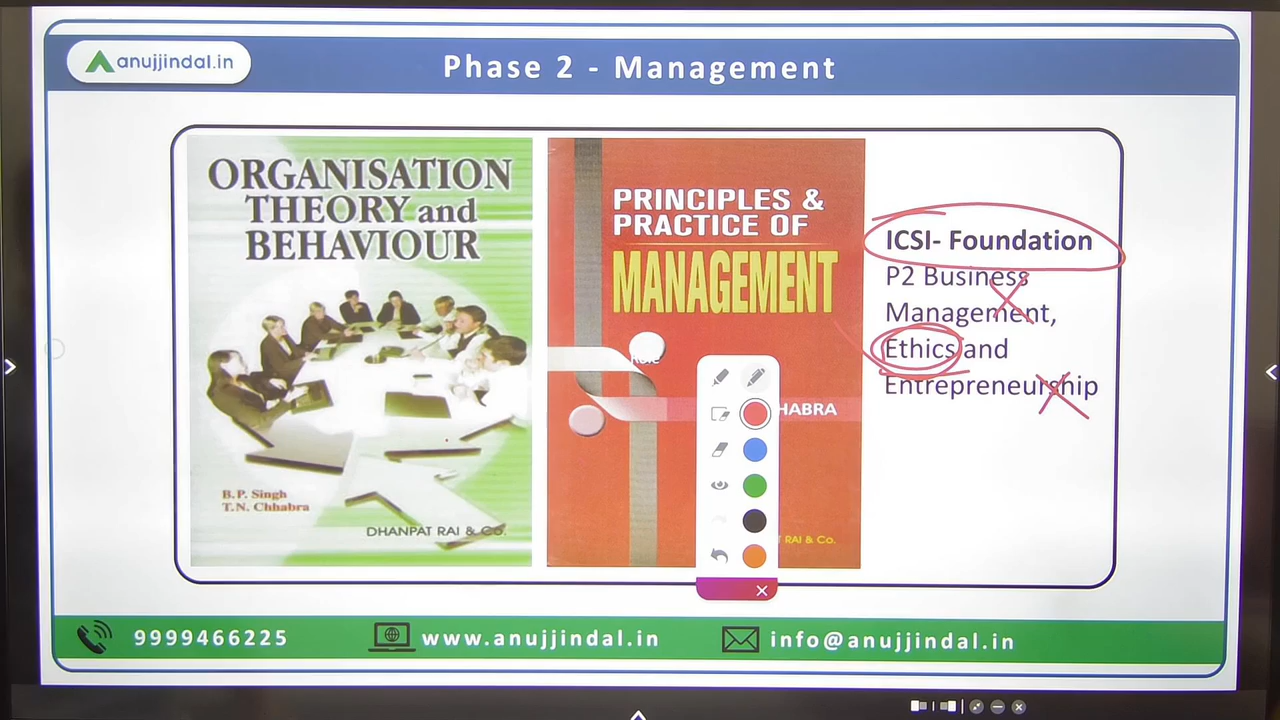 anujjindal.in
Phase 2 - Management
ORGANISATION
THEORY and
BEHAVIOUR
B.P. Singh
T.N. Chhabra
DHANPAT RAI & Co.
PRINCIPLES &
PRACTICE OF
MANAGEMENT
HABRA
RAI & Co.
ICSI- Foundation
P2 Business
Management,
Ethics and
Entrepreneurship
9999466225
www.anujjindal.in
info@anujjindal.in